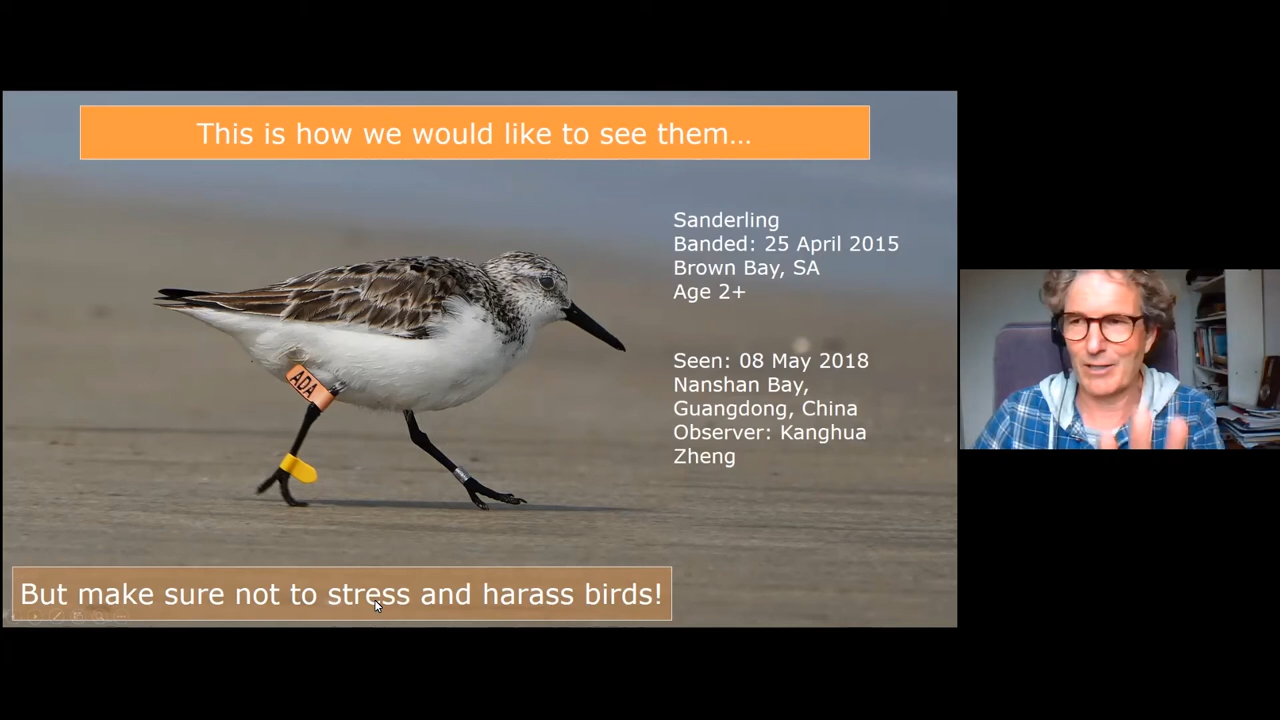 This is how we would like to see them…
Sanderling
Banded: 25 April 2015
Brown Bay, SA
Age 2+
Seen: 08 May 2018
Nanshan Bay,
Guangdong, China
Observer: Kanghua
Zheng
ADA
But make sure not to stress and harass birds!